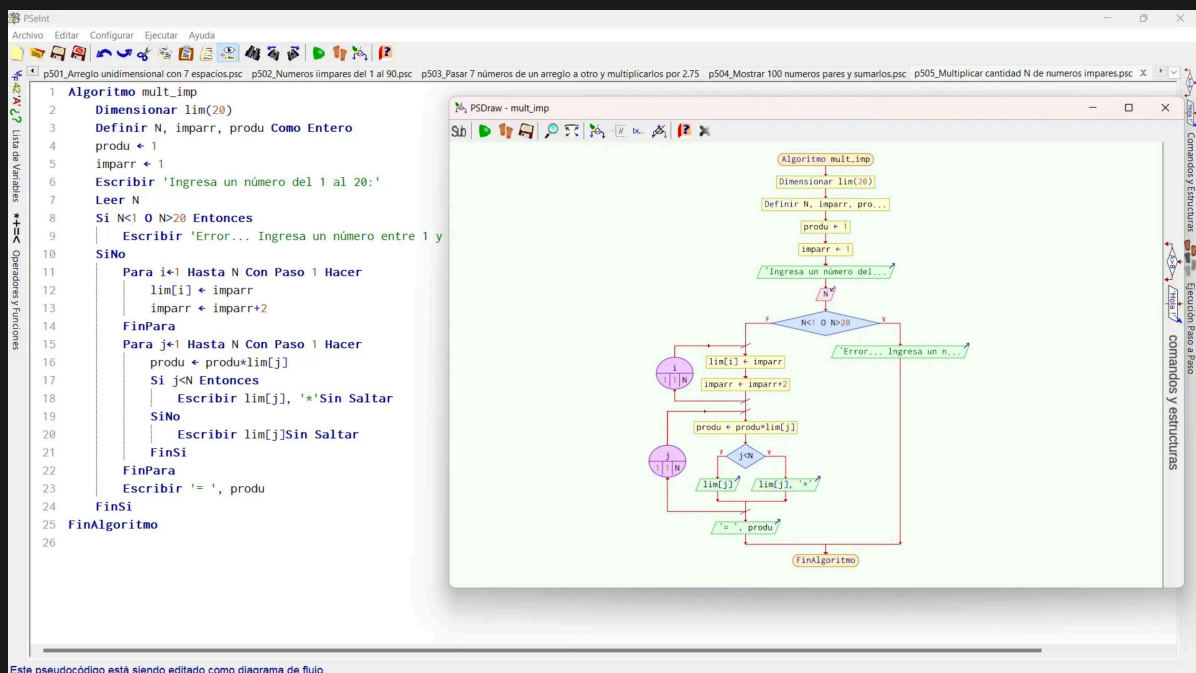 PSeInt
Archivo Editar Configurar Ejecutar Ayuda
p501_Arreglo unidimensional con 7 espacios.psc p502_Numeros iimpares del 1 al 90.psc p503_Pasar 7 números de un arreglo a otro y multiplicarlos por 2.75 p504_Mostrar 100 numeros pares y sumarlos.psc p505_Multiplicar cantidad N de numeros impares.psc X
1 Algoritmo mult_imp
2 Dimensionar lim(20)
3 Definir N, imparr, produ Como Entero
4 produ ← 1
5 imparr ← 1
6 Escribir 'Ingresa un número del 1 al 20:'
7 Leer N
8 Si N<1 O N>20 Entonces
9 Escribir 'Error... Ingresa un número entre 1 y
10 SiNo
11 Para i←1 Hasta N Con Paso 1 Hacer
12 lim[i] ← imparr
13 imparr ← imparr+2
14 FinPara
15 Para j←1 Hasta N Con Paso 1 Hacer
16 produ ← produ*lim[j]
17 Si j<N Entonces
18 Escribir lim[j], '*'Sin Saltar
19 SiNo
20 Escribir lim[j]Sin Saltar
21 FinSi
22 FinPara
23 Escribir '= ', produ
24 FinSi
25 FinAlgoritmo
26
Lista de Variables
*+=< Operadores y Funciones
PSDraw - mult_imp
Sub
Algoritmo mult_imp
Dimensionar lim(20)
Definir N, imparr, pro...
produ ← 1
imparr ← 1
'Ingresa un número del...
N
F N<1 O N>20 V
'Error... Ingresa un n...
i
1 1 N
lim[i] ← imparr
imparr ← imparr+2
j
1 1 N
produ ← produ*lim[j]
F j<N V
lim[j] lim[j], '*'
'= ', produ
FinAlgoritmo
comandos y estructuras
Comandos y Estructuras
Ejecución Paso a Paso
Este pseudocódigo está siendo editado como diagrama de flujo.